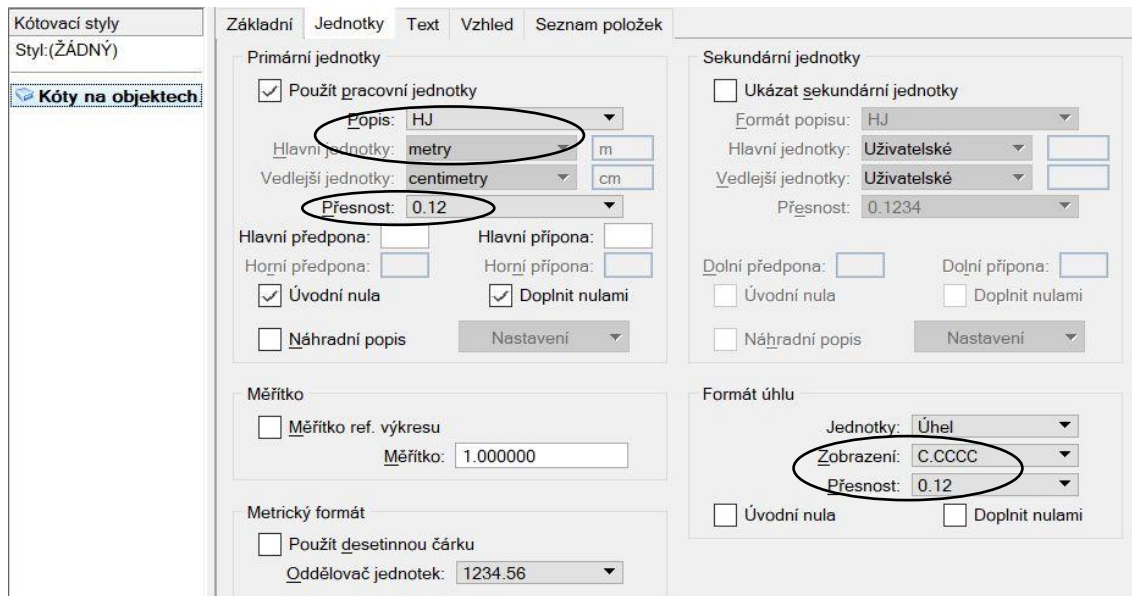 Kótovací styly
Styl:(ŽÁDNÝ)
Kóty na objektech
Základní Jednotky Text Vzhled Seznam položek
Primární jednotky
Použít pracovní jednotky
Popis: HJ
Hlavní jednotky: metry m
Vedlejší jednotky: centimetry cm
Přesnost: 0.12
Hlavní předpona: Hlavní přípona:
Horní předpona: Horní přípona:
Úvodní nula Doplnit nulami
Náhradní popis Nastavení
Sekundární jednotky
Ukázat sekundární jednotky
Formát popisu: HJ
Hlavní jednotky: Uživatelské
Vedlejší jednotky: Uživatelské
Přesnost: 0.1234
Dolní předpona: Dolní přípona:
Úvodní nula Doplnit nulami
Náhradní popis Nastavení
Měřítko
Měřítko ref. výkresu
Měřítko: 1.000000
Formát úhlu
Jednotky: Úhel
Zobrazení: C.CCCC
Přesnost: 0.12
Úvodní nula Doplnit nulami
Metrický formát
Použít desetinnou čárku
Oddělovač jednotek: 1234.56